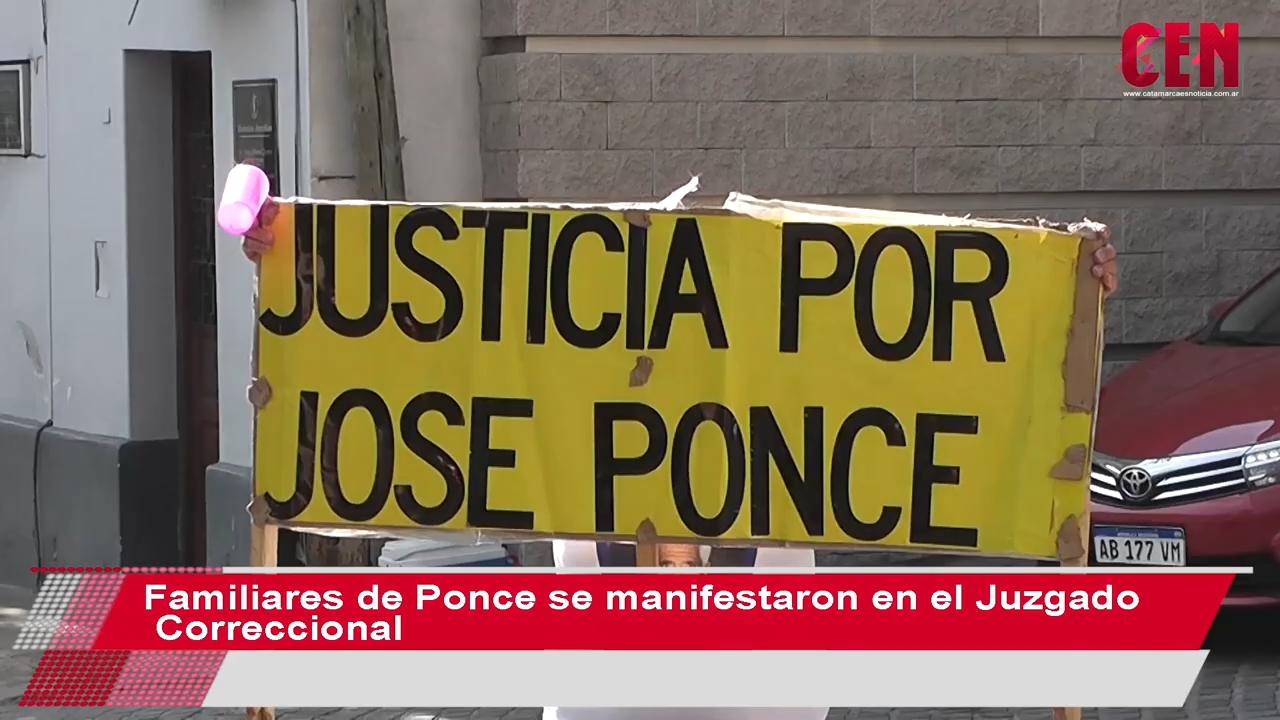 CEN
www.catamarcaesnoticia.com.ar
JUSTICIA POR
JOSE PONCE
AB 177 VM
Familiares de Ponce se manifestaron en el Juzgado
Correccional